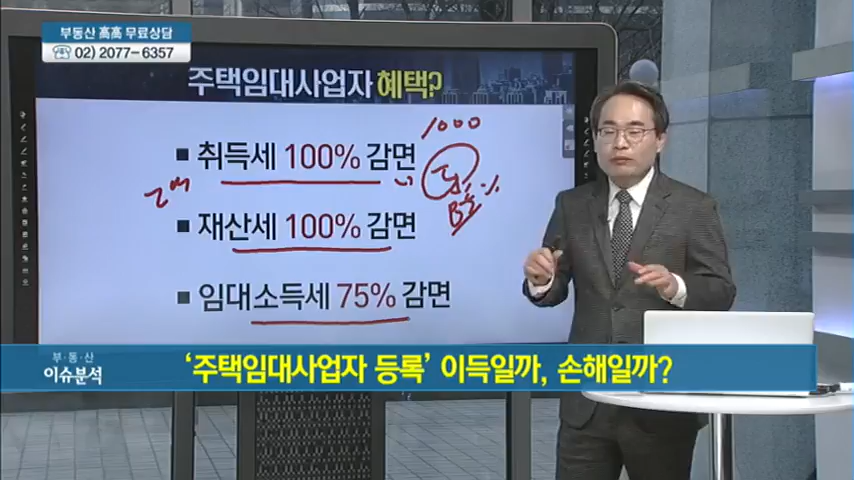 부동산 高高 무료상담
☎ 02) 2077-6357
주택임대사업자 혜택?
1000
■ 취득세 100% 감면
■ 재산세 100% 감면
■ 임대소득세 75% 감면
부·동·산
이슈분석
'주택임대사업자 등록' 이득일까, 손해일까?